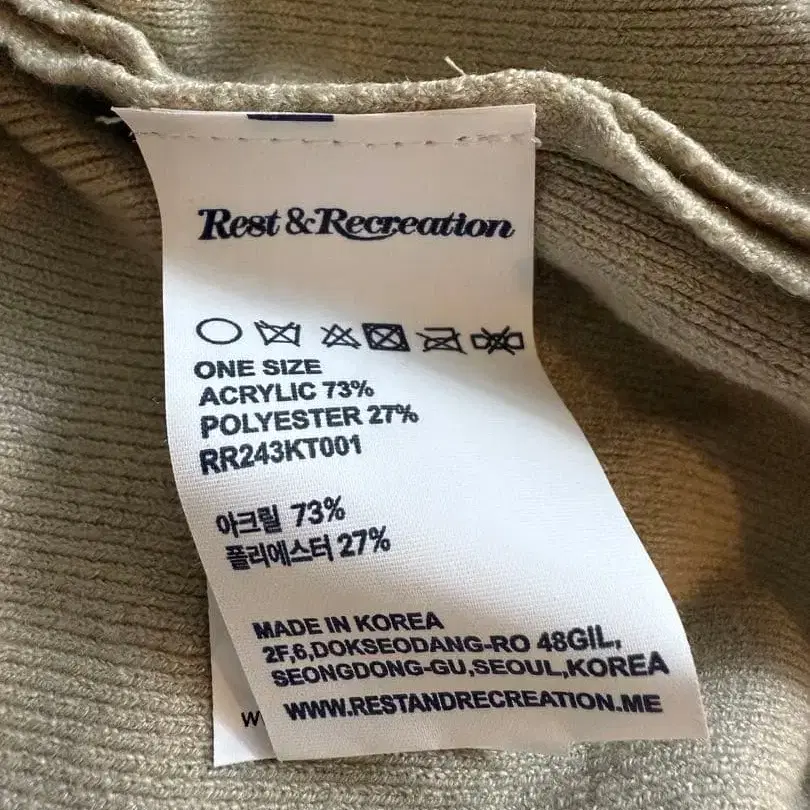 Rest & Recreation
ONE SIZE
ACRYLIC 73%
POLYESTER 27%
RR243KT001
아크릴 73%
폴리에스터 27%
MADE IN KOREA
2F,6,DOKSEODANG-RO 48GIL,
SEONGDONG-GU,SEOUL,KOREA
WWW.RESTANDRECREATION.ME